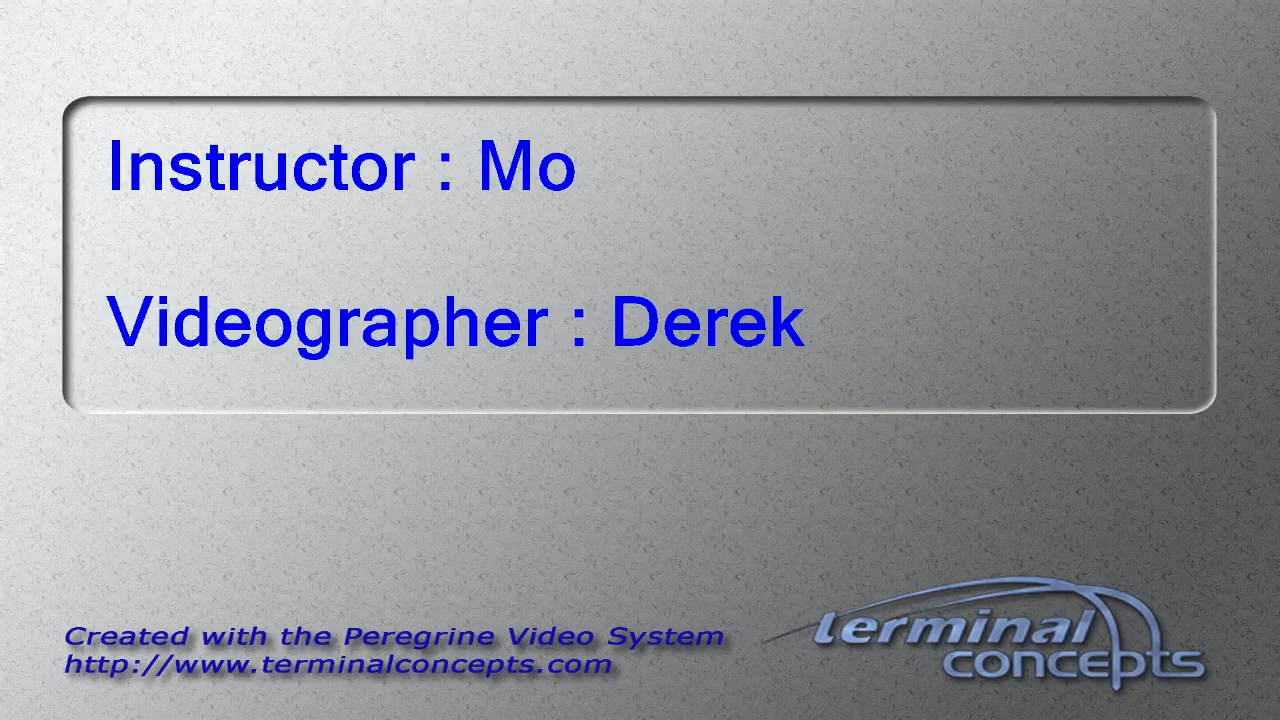 Instructor : Mo
Videographer : Derek
Created with the Peregrine Video System
http://www.terminalconcepts.com
terminal
concepts